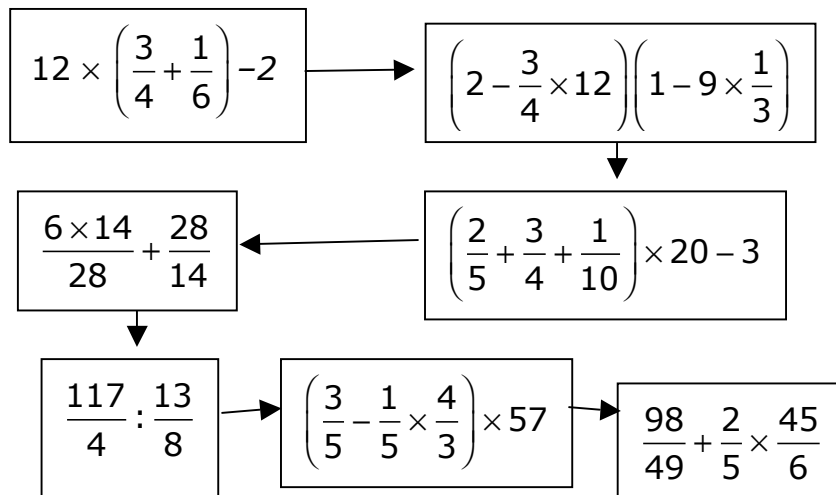 12 × (3/4 + 1/6) –2
(2 − 3/4 × 12)(1 − 9 × 1/3)
(2/5 + 3/4 + 1/10) × 20 − 3
6 × 14/28 + 28/14
117/4 : 13/8
(3/5 − 1/5 × 4/3) × 57
98/49 + 2/5 × 45/6